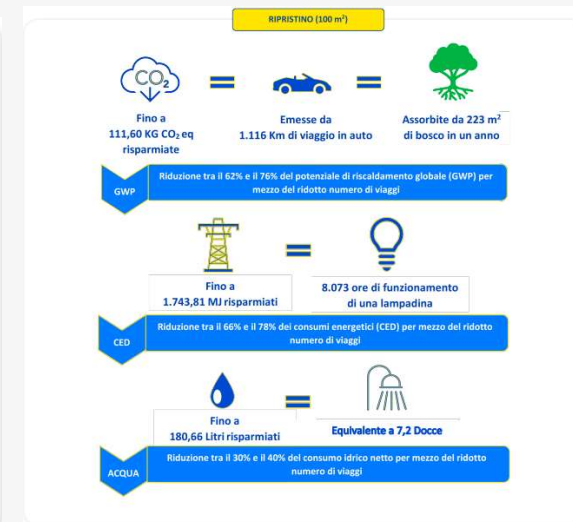 RIPRISTINO (100 m²)
CO₂
Fino a
111,60 KG CO₂ eq
risparmiate
Emesse da
1.116 Km di viaggio in auto
Assorbite da 223 m²
di bosco in un anno
GWP
Riduzione tra il 62% e il 76% del potenziale di riscaldamento globale (GWP) per
mezzo del ridotto numero di viaggi
Fino a
1.743,81 MJ risparmiati
8.073 ore di funzionamento
di una lampadina
CED
Riduzione tra il 66% e il 78% dei consumi energetici (CED) per mezzo del ridotto
numero di viaggi
Fino a
180,66 Litri risparmiati
Equivalente a 7,2 Docce
ACQUA
Riduzione tra il 30% e il 40% del consumo idrico netto per mezzo del ridotto
numero di viaggi